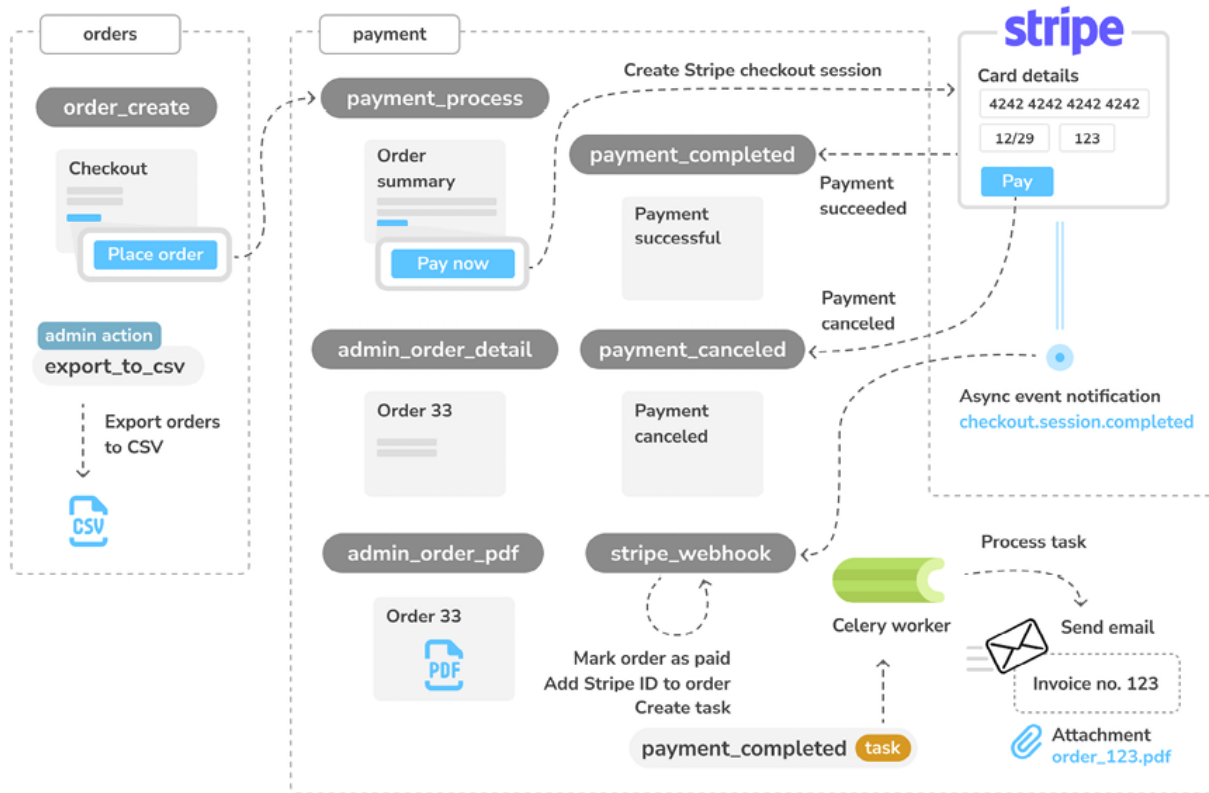 orders
order_create
Checkout
Place order
admin action
export_to_csv
Export orders
to CSV
CSV
payment
payment_process
Order
summary
Pay now
Create Stripe checkout session
stripe
Card details
4242 4242 4242 4242
12/29
123
Pay
payment_completed
Payment
succeeded
Payment
successful
Payment
canceled
admin_order_detail
Order 33
payment_canceled
Payment
canceled
Async event notification
checkout.session.completed
admin_order_pdf
Order 33
PDF
stripe_webhook
Mark order as paid
Add Stripe ID to order
Create task
payment_completed
task
Celery worker
Process task
Send email
Invoice no. 123
Attachment
order_123.pdf